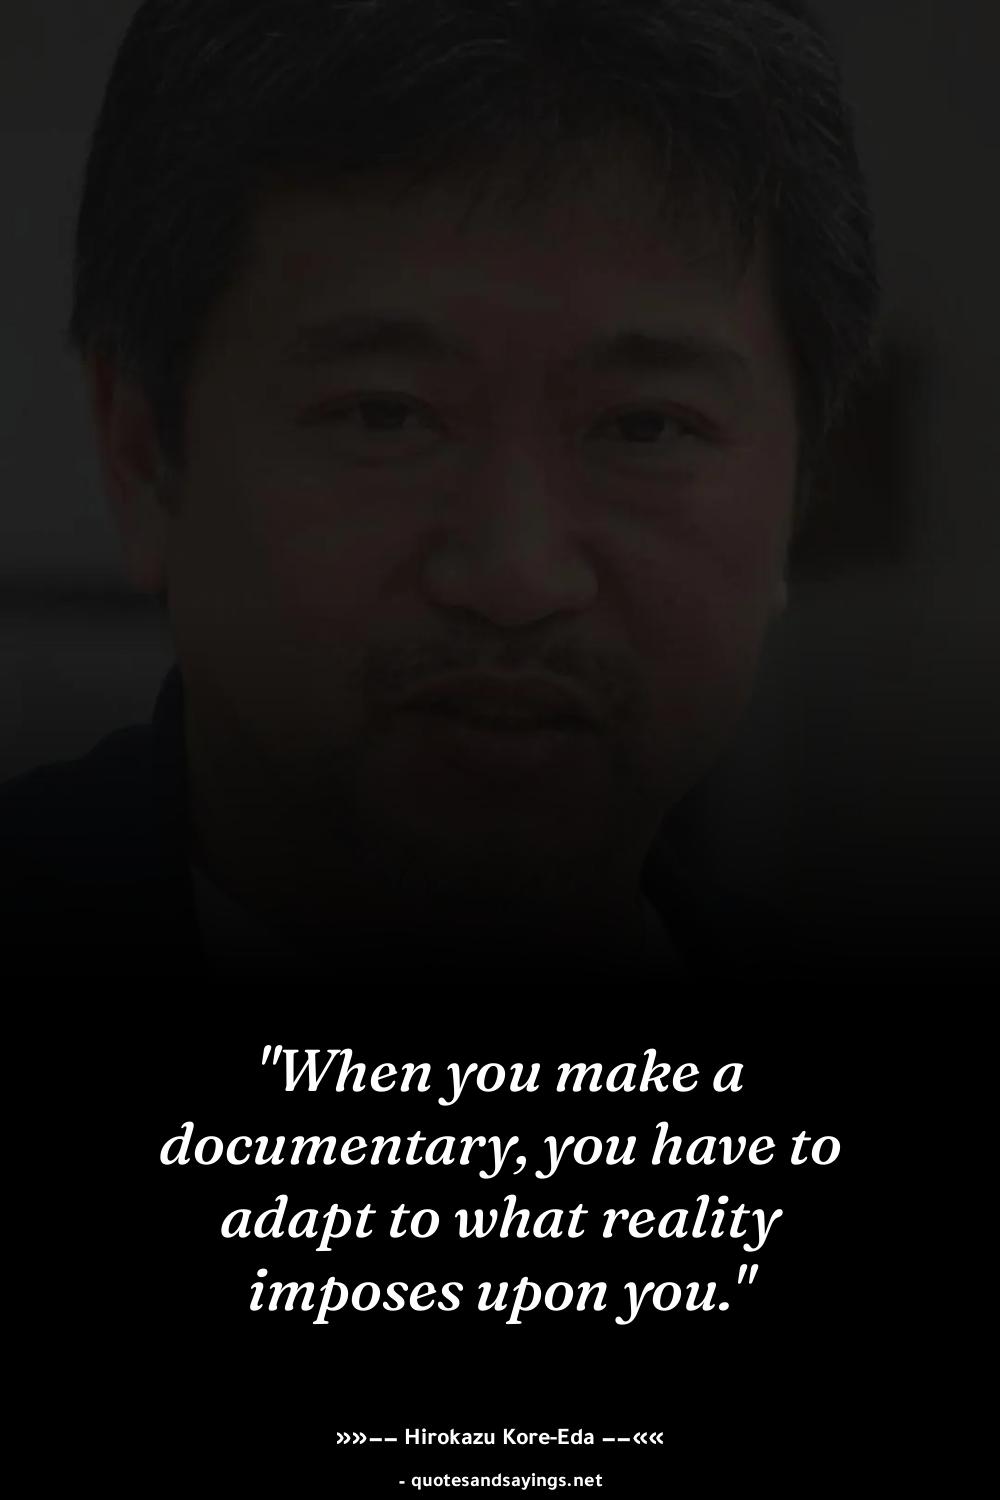 "When you make a
documentary, you have to
adapt to what reality
imposes upon you."
»»–– Hirokazu Kore-Eda ––««
- quotesandsayings.net